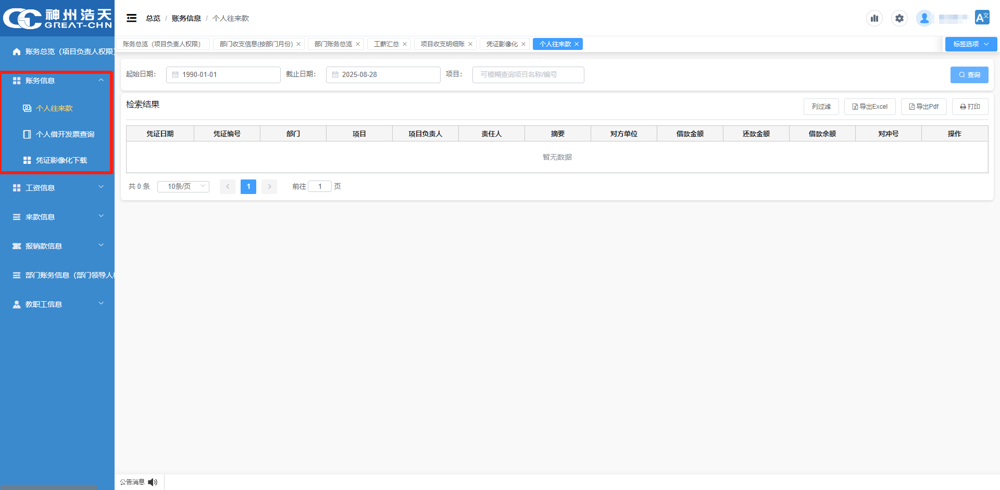 神州浩天
GREAT-CHN
总览 / 账务信息 / 个人往来款
账务总览（项目负责人权限）
部门收支信息(按部门月份) ×
部门账务总览 ×
工薪汇总 ×
项目收支明细账 ×
凭证影像化 ×
个人往来款 ×
标签选项
账务总览（项目负责人权限）
账务信息
个人往来款
个人借开发票查询
凭证影像化下载
工资信息
来款信息
报销款信息
部门账务信息（部门领导人
教职工信息
起始日期： 1990-01-01 截止日期： 2025-08-28 项目： 可模糊查询项目名称/编号 查询
检索结果
列过滤 导出Excel 导出Pdf 打印
凭证日期 凭证编号 部门 项目 项目负责人 责任人 摘要 对方单位 借款金额 还款金额 借款余额 对冲号 操作
暂无数据
共 0 条 10条/页 1 前往 1 页
公告消息